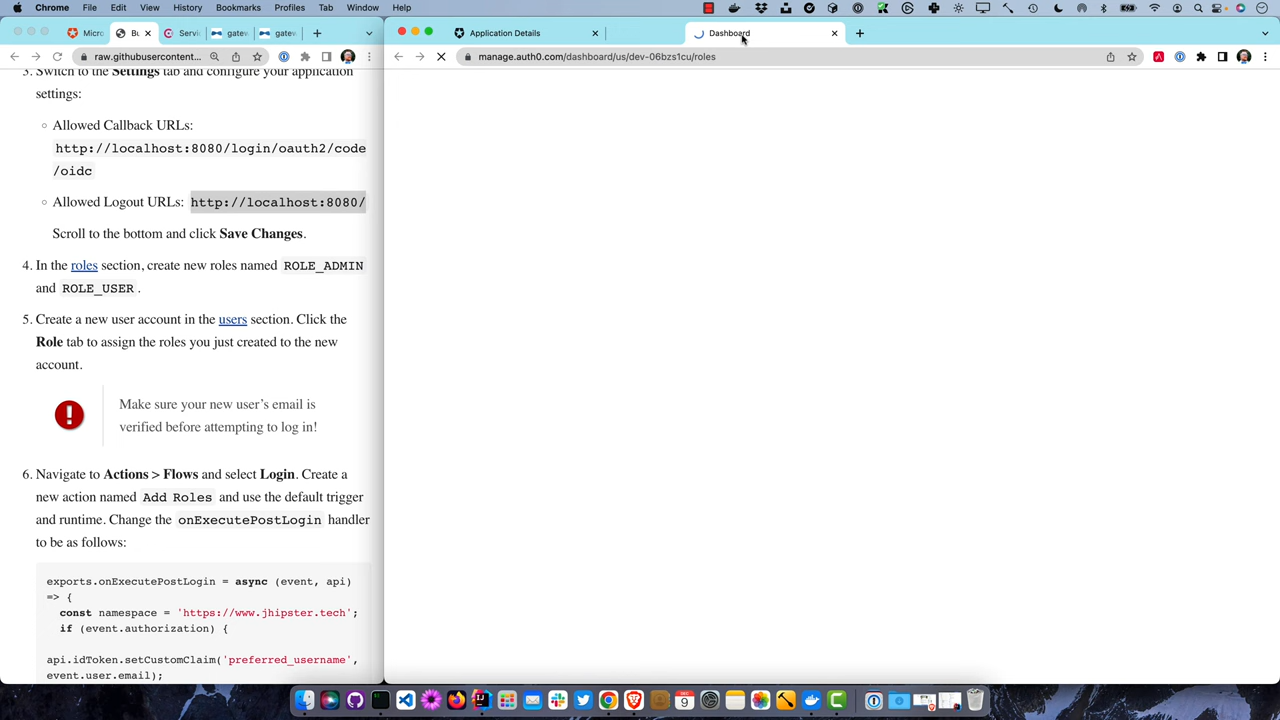 Chrome File Edit View History Bookmarks Profiles Tab Window Help
Micro
Servi
gatew
gatew
raw.githubusercontent...
Application Details
Dashboard
manage.auth0.com/dashboard/us/dev-06bzs1cu/roles
3. Switch to the Settings tab and configure your application
settings:
Allowed Callback URLs:
http://localhost:8080/login/oauth2/code
/oidc
Allowed Logout URLs: http://localhost:8080/
Scroll to the bottom and click Save Changes.
4. In the roles section, create new roles named ROLE_ADMIN
and ROLE_USER.
5. Create a new user account in the users section. Click the
Role tab to assign the roles you just created to the new
account.
Make sure your new user's email is
verified before attempting to log in!
6. Navigate to Actions > Flows and select Login. Create a
new action named Add Roles and use the default trigger
and runtime. Change the onExecutePostLogin handler
to be as follows:
exports.onExecutePostLogin = async (event, api)
=> {
const namespace = 'https://www.jhipster.tech';
if (event.authorization) {
api.idToken.setCustomClaim('preferred_username',
event.user.email);